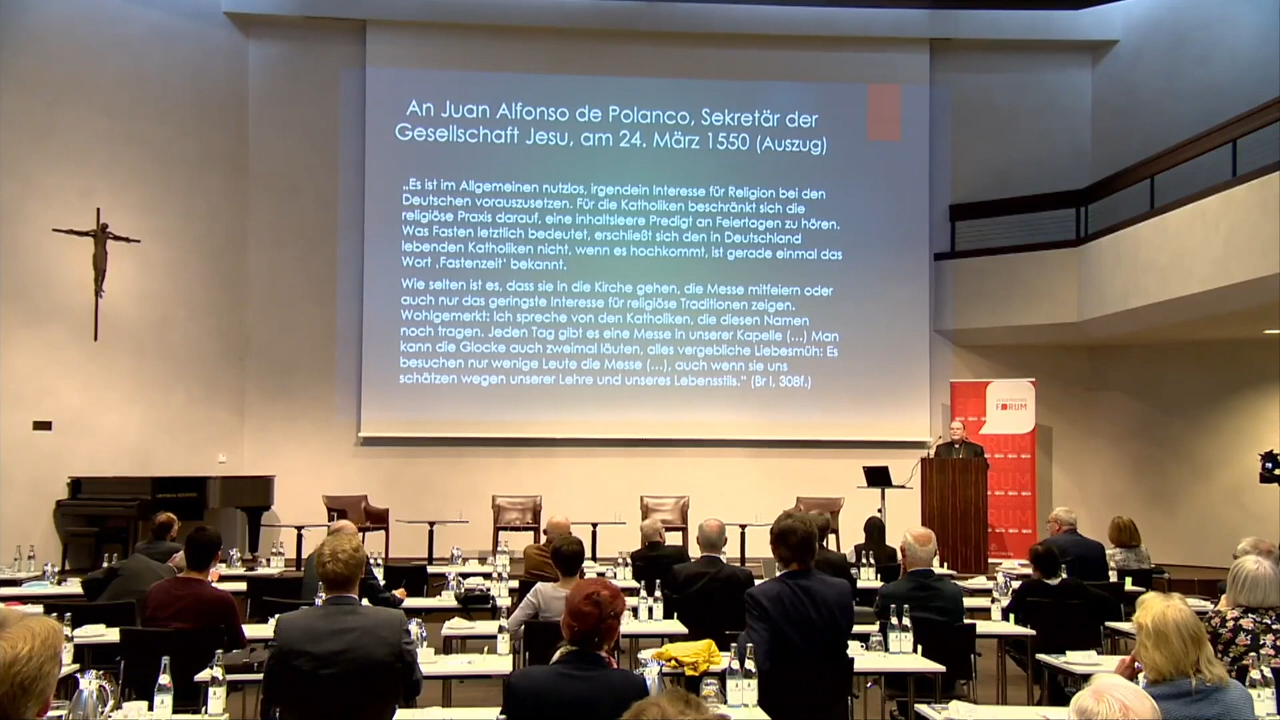 An Juan Alfonso de Polanco, Sekretär der
Gesellschaft Jesu, am 24. März 1550 (Auszug)
„Es ist im Allgemeinen nutzlos, irgendein Interesse für Religion bei den
Deutschen vorauszusetzen. Für die Katholiken beschränkt sich die
religiöse Praxis darauf, eine inhaltsleere Predigt an Feiertagen zu hören.
Was Fasten letztlich bedeutet, erschließt sich den in Deutschland
lebenden Katholiken nicht, wenn es hochkommt, ist gerade einmal das
Wort ‚Fastenzeit‘ bekannt.
Wie selten ist es, dass sie in die Kirche gehen, die Messe mitfeiern oder
auch nur das geringste Interesse für religiöse Traditionen zeigen.
Wohlgemerkt: Ich spreche von den Katholiken, die diesen Namen
noch tragen. Jeden Tag gibt es eine Messe in unserer Kapelle (...) Man
kann die Glocke auch zweimal läuten, alles vergebliche Liebesmüh: Es
besuchen nur wenige Leute die Messe (...), auch wenn sie uns
schätzen wegen unserer Lehre und unseres Lebensstils.“ (Br I, 308f.)
FORUM
FORUM